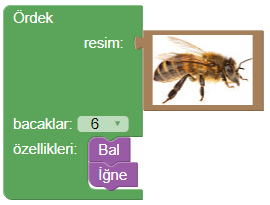 Ördek
resim:
bacaklar: 6
özellikleri: Bal
İğne